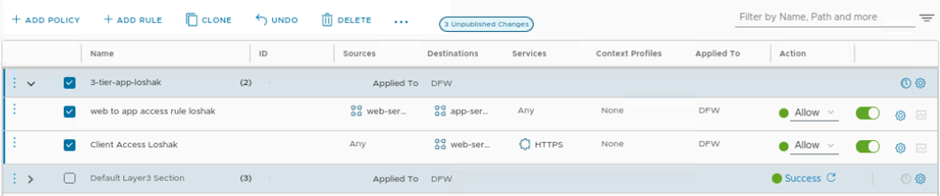 + ADD POLICY + ADD RULE CLONE UNDO DELETE ... 3 Unpublished Changes Filter by Name, Path and more
Name ID Sources Destinations Services Context Profiles Applied To Action
3-tier-app-loshak (2) Applied To DFW
web to app access rule loshak web-ser... app-ser... Any None DFW Allow
Client Access Loshak Any web-ser... HTTPS None DFW Allow
Default Layer3 Section (3) Applied To DFW Success